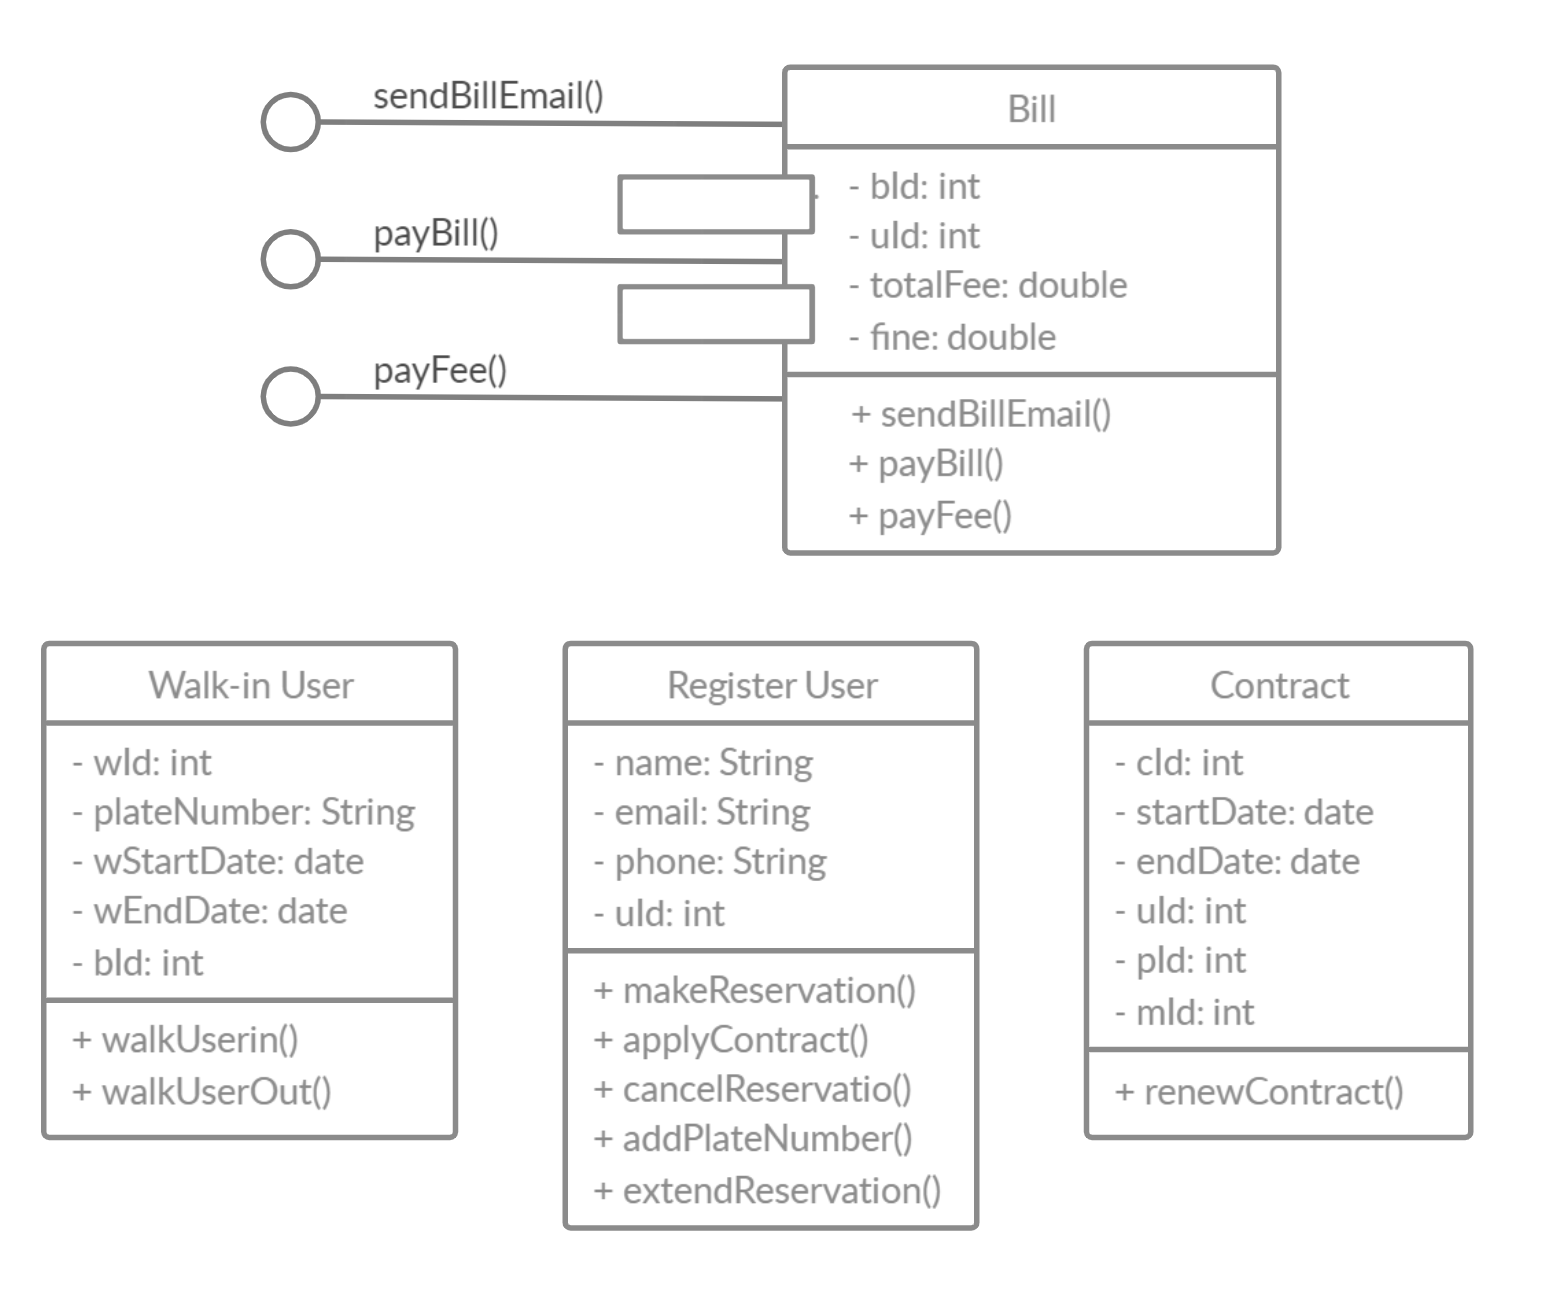 sendBillEmail()
payBill()
payFee()
Bill
- bId: int
- uId: int
- totalFee: double
- fine: double
+ sendBillEmail()
+ payBill()
+ payFee()
Walk-in User
- wId: int
- plateNumber: String
- wStartDate: date
- wEndDate: date
- bId: int
+ walkUserin()
+ walkUserOut()
Register User
- name: String
- email: String
- phone: String
- uId: int
+ makeReservation()
+ applyContract()
+ cancelReservatio()
+ addPlateNumber()
+ extendReservation()
Contract
- cId: int
- startDate: date
- endDate: date
- uId: int
- pId: int
- mId: int
+ renewContract()